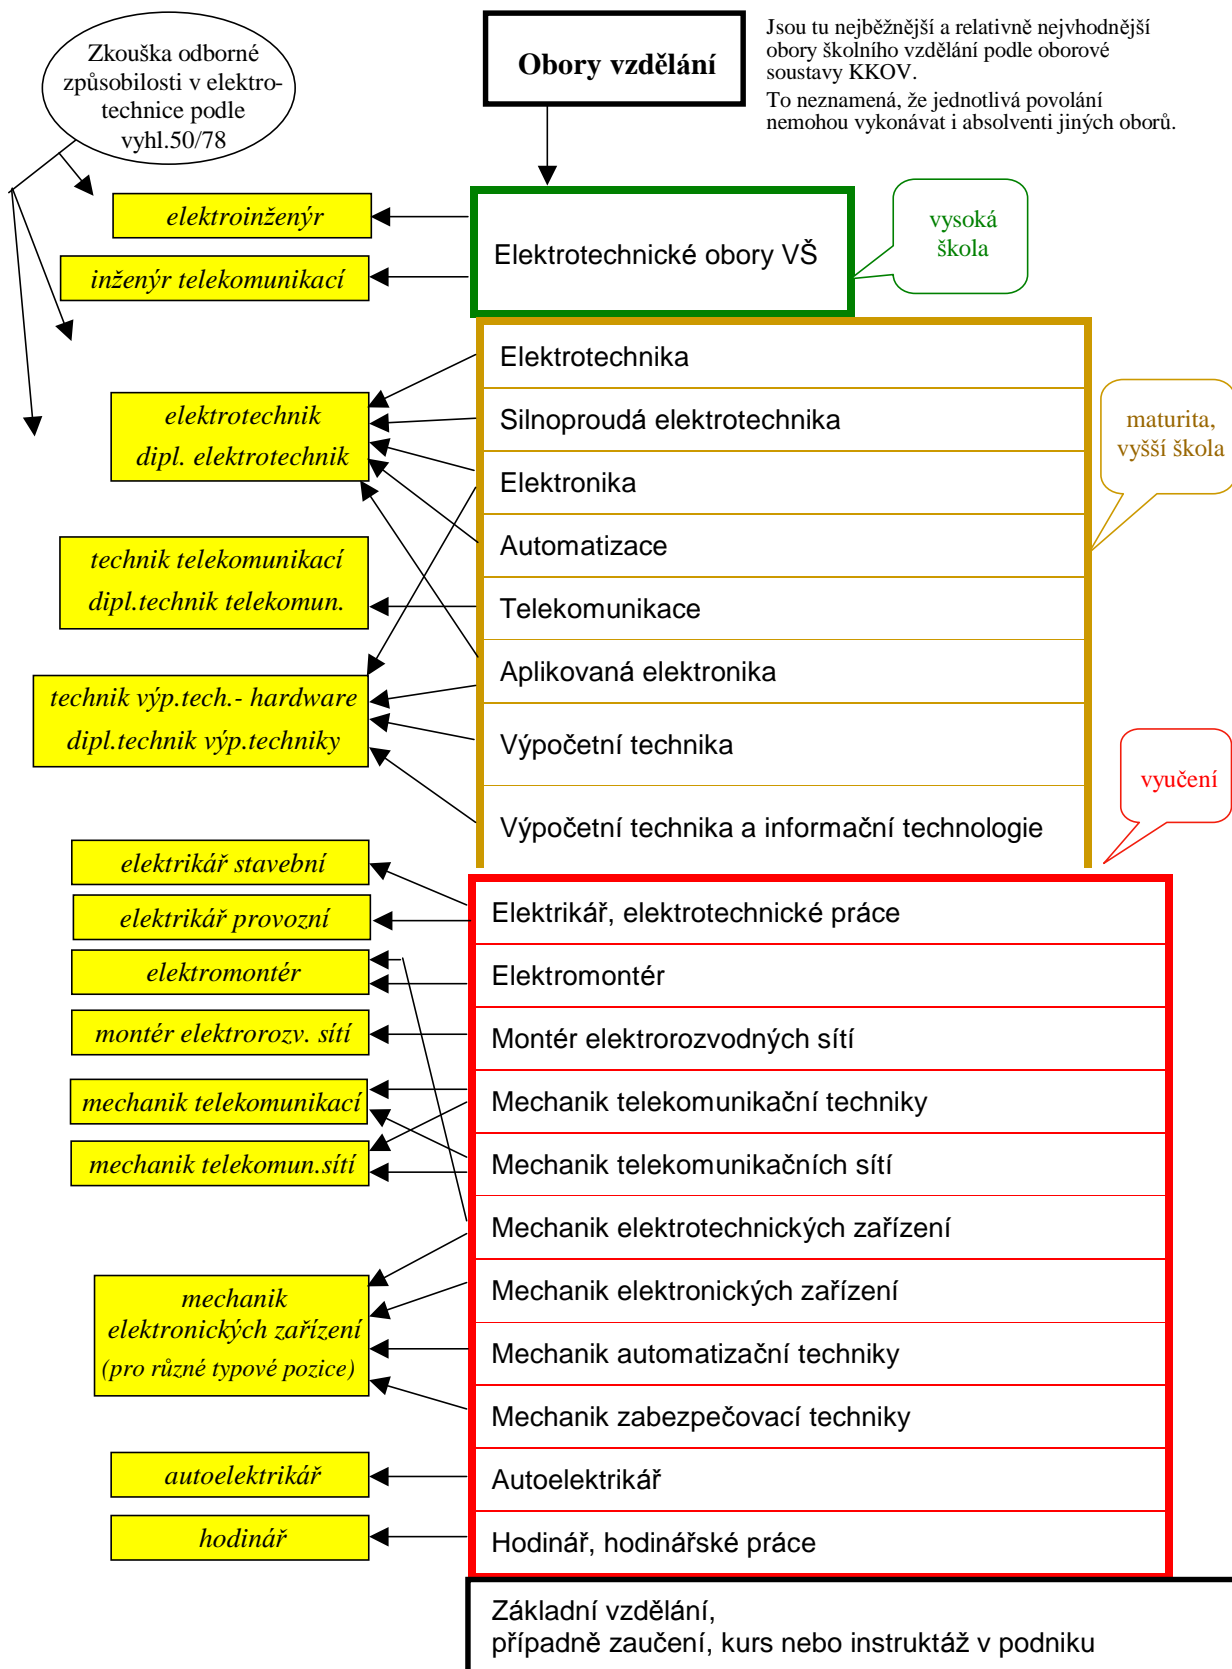 Zkouška odborné
způsobilosti v elektro-
technice podle
vyhl.50/78
Obory vzdělání
Jsou tu nejběžnější a relativně nejvhodnější
obory školního vzdělání podle oborové
soustavy KKOV.
To neznamená, že jednotlivá povolání
nemohou vykonávat i absolventi jiných oborů.
elektroinženýr
inženýr telekomunikací
Elektrotechnické obory VŠ
vysoká
škola
elektrotechnik
dipl. elektrotechnik
technik telekomunikací
dipl.technik telekomun.
technik výp.tech.- hardware
dipl.technik výp.techniky
Elektrotechnika
Silnoproudá elektrotechnika
Elektronika
Automatizace
Telekomunikace
Aplikovaná elektronika
Výpočetní technika
Výpočetní technika a informační technologie
maturita,
vyšší škola
vyučení
elektrikář stavební
elektrikář provozní
elektromontér
montér elektrorozv. sítí
mechanik telekomunikací
mechanik telekomun.sítí
mechanik
elektronických zařízení
(pro různé typové pozice)
autoelektrikář
hodinář
Elektrikář, elektrotechnické práce
Elektromontér
Montér elektrorozvodných sítí
Mechanik telekomunikační techniky
Mechanik telekomunikačních sítí
Mechanik elektrotechnických zařízení
Mechanik elektronických zařízení
Mechanik automatizační techniky
Mechanik zabezpečovací techniky
Autoelektrikář
Hodinář, hodinářské práce
Základní vzdělání,
případně zaučení, kurs nebo instruktáž v podniku